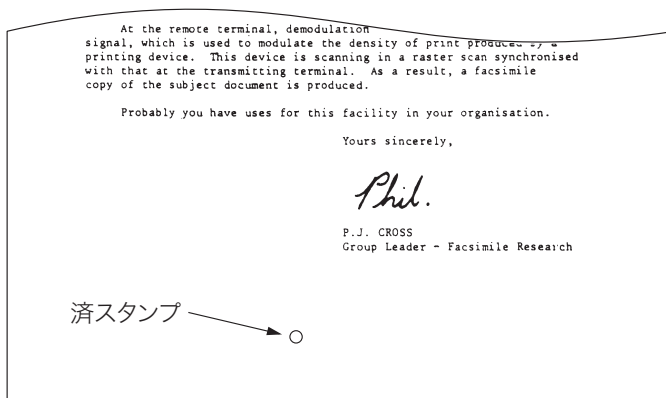 At the remote terminal, demodulation
signal, which is used to modulate the density of print produced
printing device. This device is scanning in a raster scan synchronised
with that at the transmitting terminal. As a result, a facsimile
copy of the subject document is produced.
Probably you have uses for this facility in your organisation.
Yours sincerely,
Phil.
P.J. CROSS
Group Leader - Facsimile Research
済スタンプ